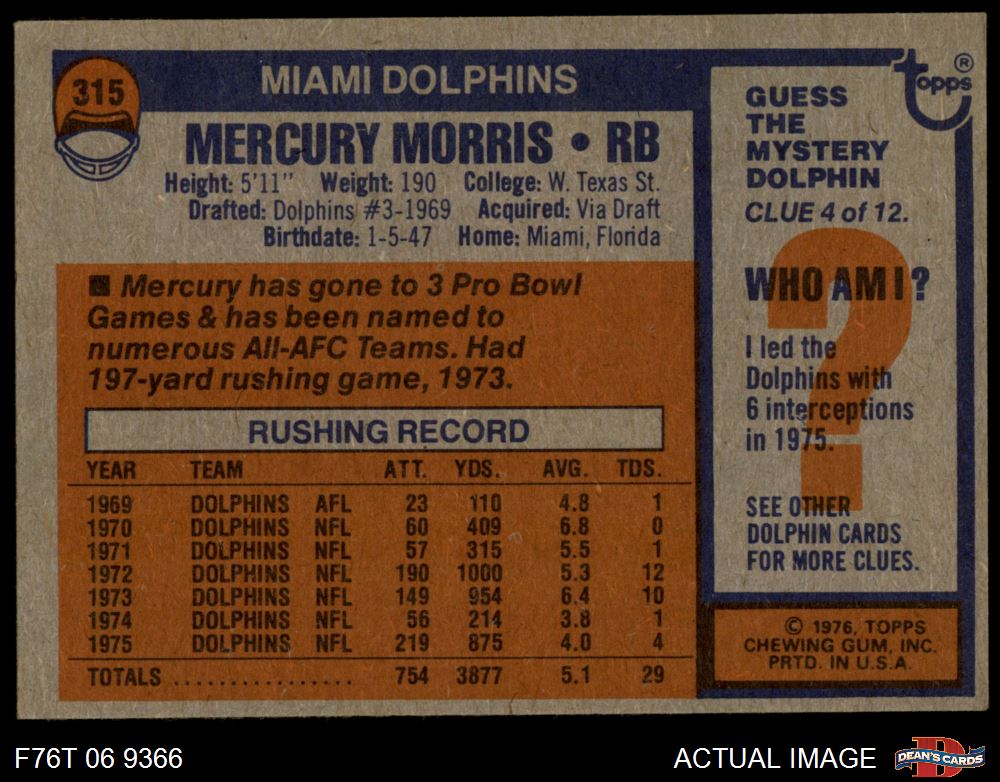 315
MIAMI DOLPHINS
MERCURY MORRIS • RB
Height: 5'11" Weight: 190 College: W. Texas St.
Drafted: Dolphins #3-1969 Acquired: Via Draft
Birthdate: 1-5-47 Home: Miami, Florida
■ Mercury has gone to 3 Pro Bowl
Games & has been named to
numerous All-AFC Teams. Had
197-yard rushing game, 1973.
RUSHING RECORD
YEAR TEAM ATT. YDS. AVG. TDS.
1969 DOLPHINS AFL 23 110 4.8 1
1970 DOLPHINS NFL 60 409 6.8 0
1971 DOLPHINS NFL 57 315 5.5 1
1972 DOLPHINS NFL 190 1000 5.3 12
1973 DOLPHINS NFL 149 954 6.4 10
1974 DOLPHINS NFL 56 214 3.8 1
1975 DOLPHINS NFL 219 875 4.0 4
TOTALS ................ 754 3877 5.1 29
topps ®
GUESS
THE
MYSTERY
DOLPHIN
CLUE 4 of 12.
?
WHO AM I?
I led the
Dolphins with
6 interceptions
in 1975.
SEE OTHER
DOLPHIN CARDS
FOR MORE CLUES.
© 1976, TOPPS
CHEWING GUM, INC.
PRTD. IN U.S.A.
F76T 06 9366
ACTUAL IMAGE
D
DEAN'S CARDS